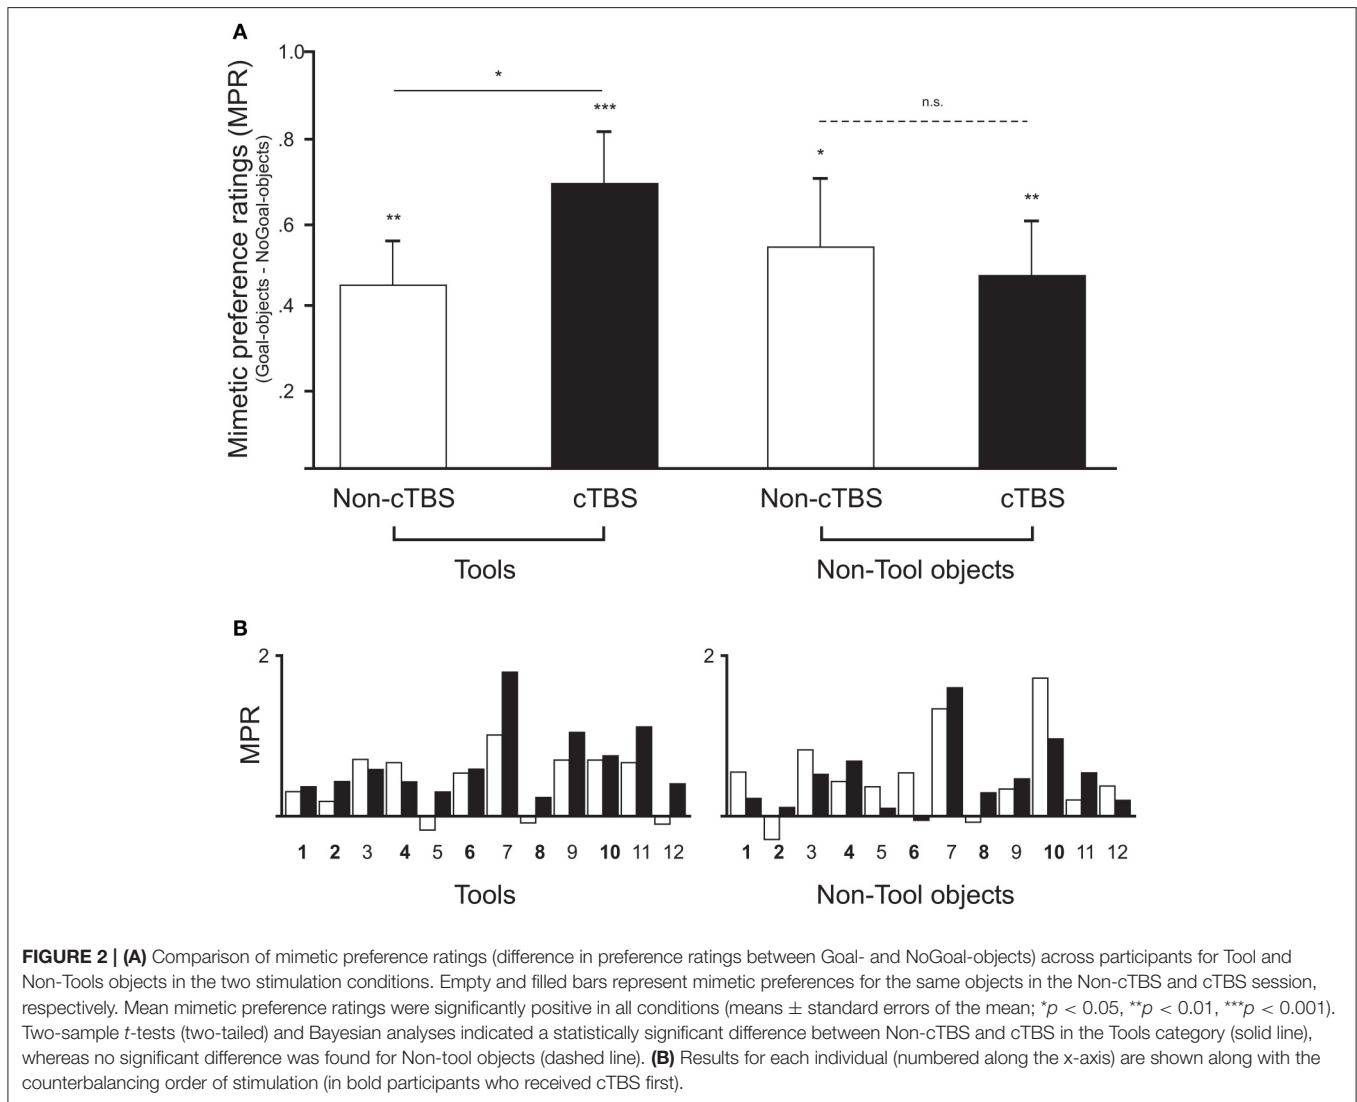 A
1.0
Mimetic preference ratings (MPR)
(Goal-objects - NoGoal-objects)
.8
.6
.4
.2
**
*
***
*
n.s.
**
Non-cTBS cTBS Non-cTBS cTBS
Tools Non-Tool objects
B
2 2
MPR
1 2 3 4 5 6 7 8 9 10 11 12 1 2 3 4 5 6 7 8 9 10 11 12
Tools Non-Tool objects
FIGURE 2 | (A) Comparison of mimetic preference ratings (difference in preference ratings between Goal- and NoGoal-objects) across participants for Tool and
Non-Tools objects in the two stimulation conditions. Empty and filled bars represent mimetic preferences for the same objects in the Non-cTBS and cTBS session,
respectively. Mean mimetic preference ratings were significantly positive in all conditions (means ± standard errors of the mean; *p < 0.05, **p < 0.01, ***p < 0.001).
Two-sample t-tests (two-tailed) and Bayesian analyses indicated a statistically significant difference between Non-cTBS and cTBS in the Tools category (solid line),
whereas no significant difference was found for Non-tool objects (dashed line). (B) Results for each individual (numbered along the x-axis) are shown along with the
counterbalancing order of stimulation (in bold participants who received cTBS first).